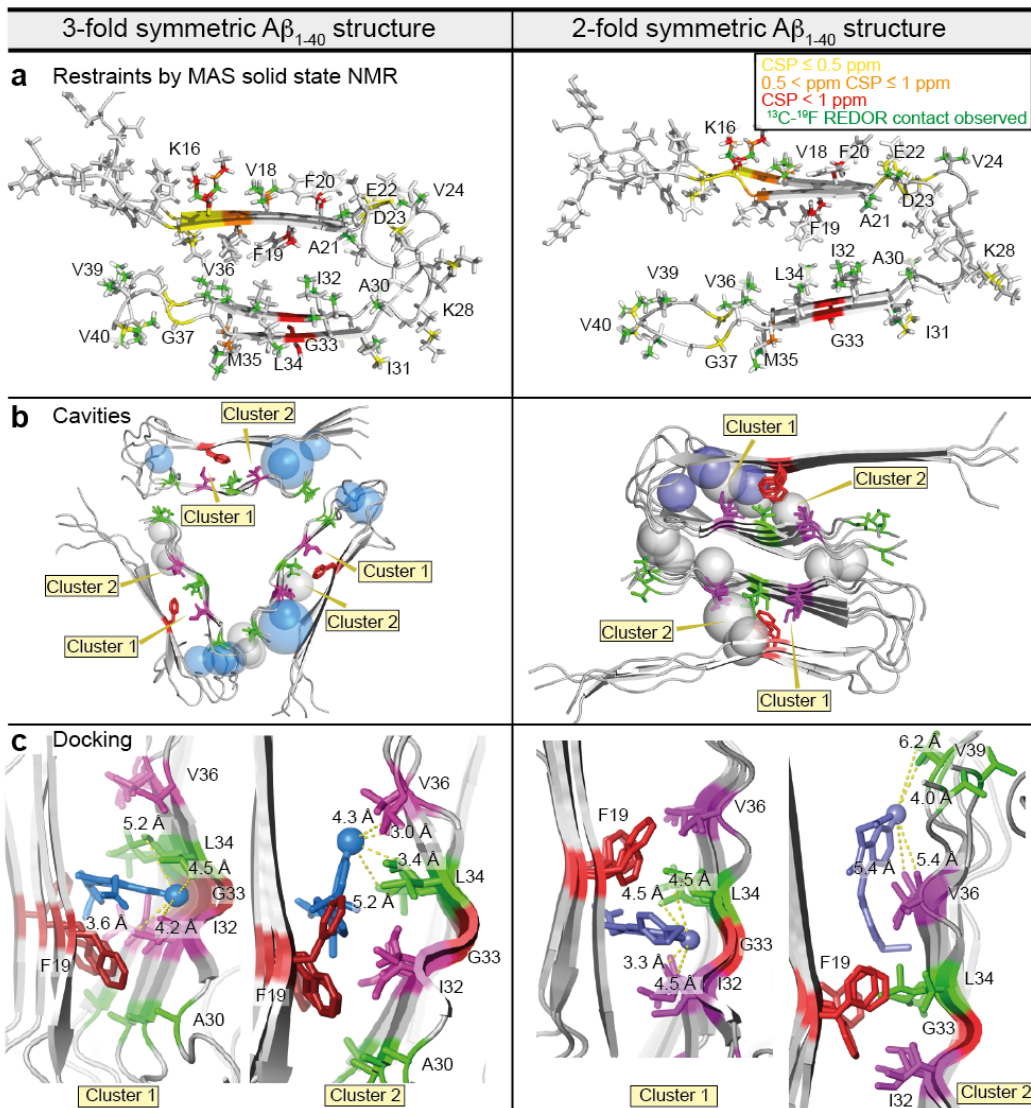 3-fold symmetric Aβ1-40 structure
2-fold symmetric Aβ1-40 structure
a Restraints by MAS solid state NMR
CSP ≤ 0.5 ppm
0.5 < ppm CSP ≤ 1 ppm
CSP < 1 ppm
13C-19F REDOR contact observed
K16
V18
F20
E22
V24
D23
F19
A21
V39
V36
I32
A30
K28
V40
G37
M35
L34
G33
I31
K16
V18
F20
E22
V24
D23
F19
A21
K28
V39
V36
L34
I32
A30
V40
G37
M35
G33
I31
b Cavities
Cluster 2
Cluster 1
Cluster 2
Cluster 1
Custer 1
Cluster 2
Cluster 1
Cluster 2
Cluster 2
Cluster 1
c Docking
V36
5.2 Å
L34
4.5 Å
G33
3.6 Å
4.2 Å
I32
F19
A30
Cluster 1
V36
4.3 Å
3.0 Å
3.4 Å
L34
5.2 Å
G33
F19
I32
A30
Cluster 2
F19
V36
4.5 Å
4.5 Å
L34
G33
3.3 Å
4.5 Å
I32
Cluster 1
6.2 Å
V39
4.0 Å
5.4 Å
5.4 Å
V36
F19
L34
G33
I32
Cluster 2